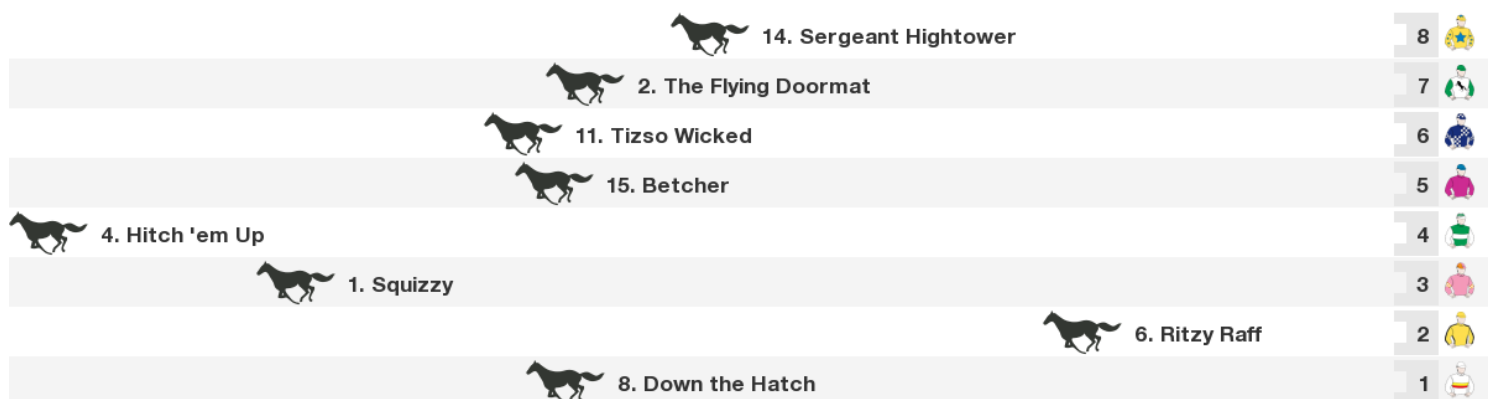 14. Sergeant Hightower 8
2. The Flying Doormat 7
11. Tizso Wicked 6
15. Betcher 5
4. Hitch 'em Up 4
1. Squizzy 3
6. Ritzy Raff 2
8. Down the Hatch 1